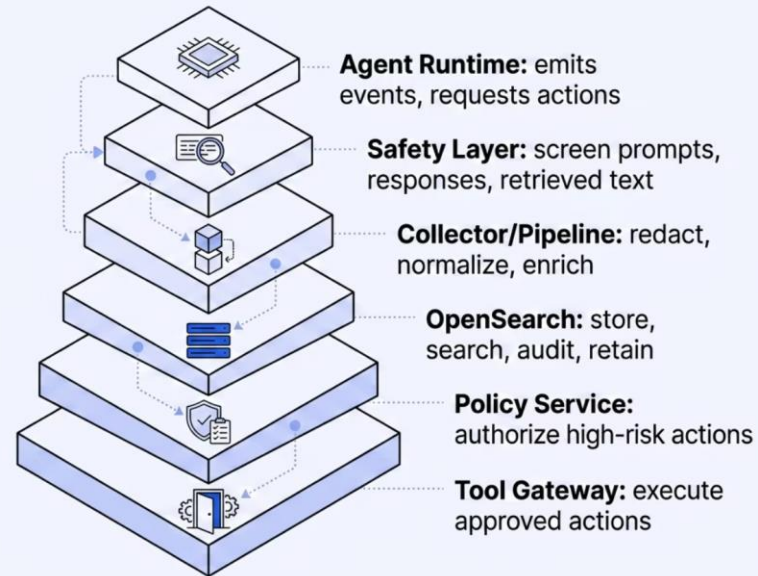 Agent Runtime: emits
events, requests actions
Safety Layer: screen prompts,
responses, retrieved text
Collector/Pipeline: redact,
normalize, enrich
OpenSearch: store,
search, audit, retain
Policy Service:
authorize high-risk actions
Tool Gateway: execute
approved actions